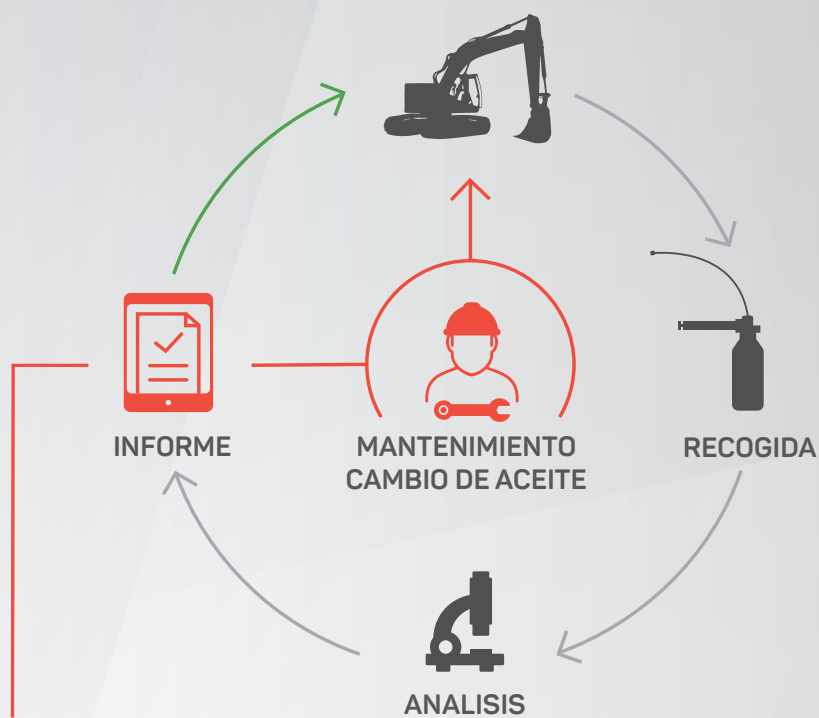 INFORME
MANTENIMIENTO
CAMBIO DE ACEITE
RECOGIDA
ANALISIS